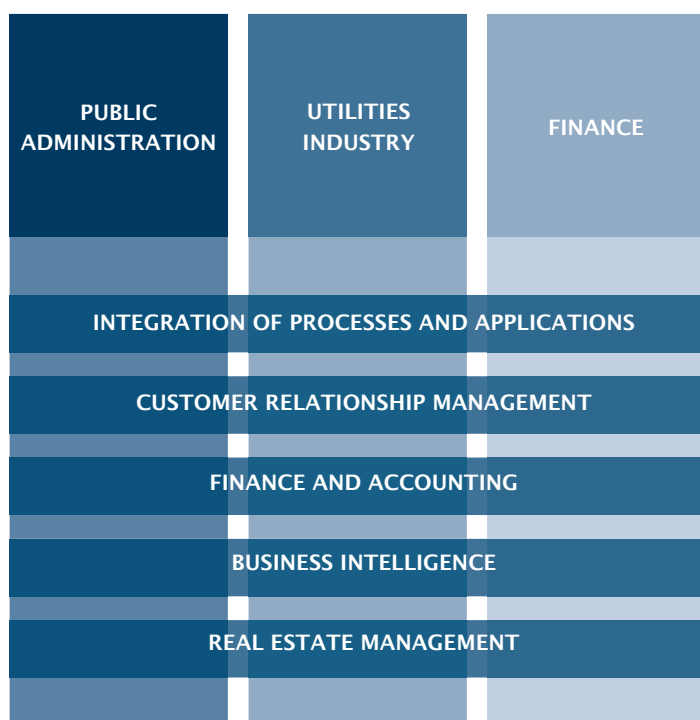 PUBLIC
ADMINISTRATION
UTILITIES
INDUSTRY
FINANCE
INTEGRATION OF PROCESSES AND APPLICATIONS
CUSTOMER RELATIONSHIP MANAGEMENT
FINANCE AND ACCOUNTING
BUSINESS INTELLIGENCE
REAL ESTATE MANAGEMENT